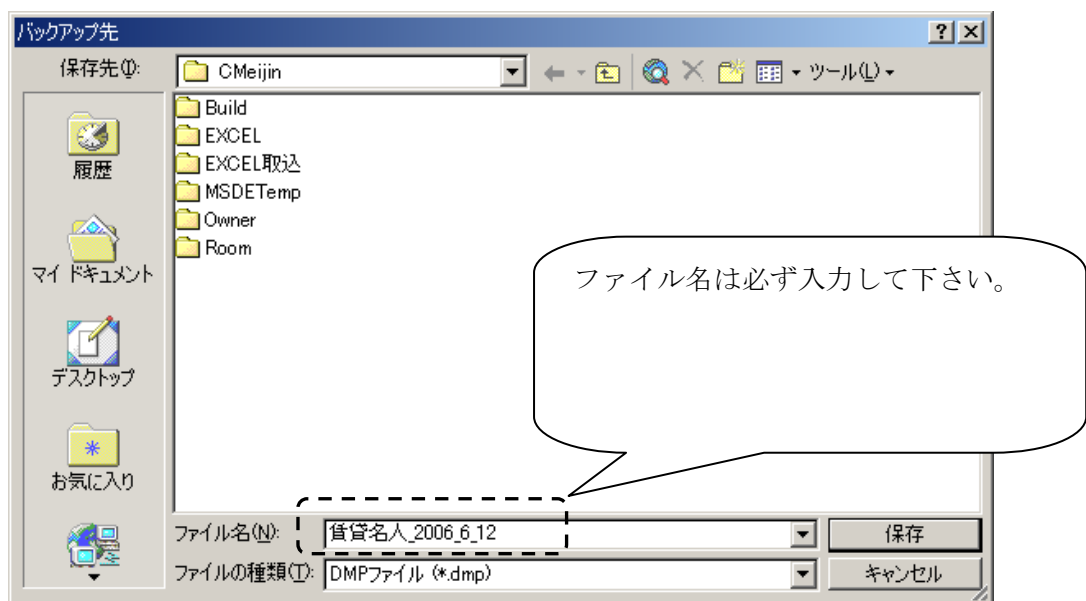 バックアップ先
保存先(I):
CMeijin
ツール(L)
履歴
マイ ドキュメント
デスクトップ
お気に入り
Build
EXCEL
EXCEL取込
MSDETemp
Owner
Room
ファイル名は必ず入力して下さい。
ファイル名(N):
賃貸名人_2006_6_12
保存
ファイルの種類(T):
DMPファイル (*.dmp)
キャンセル